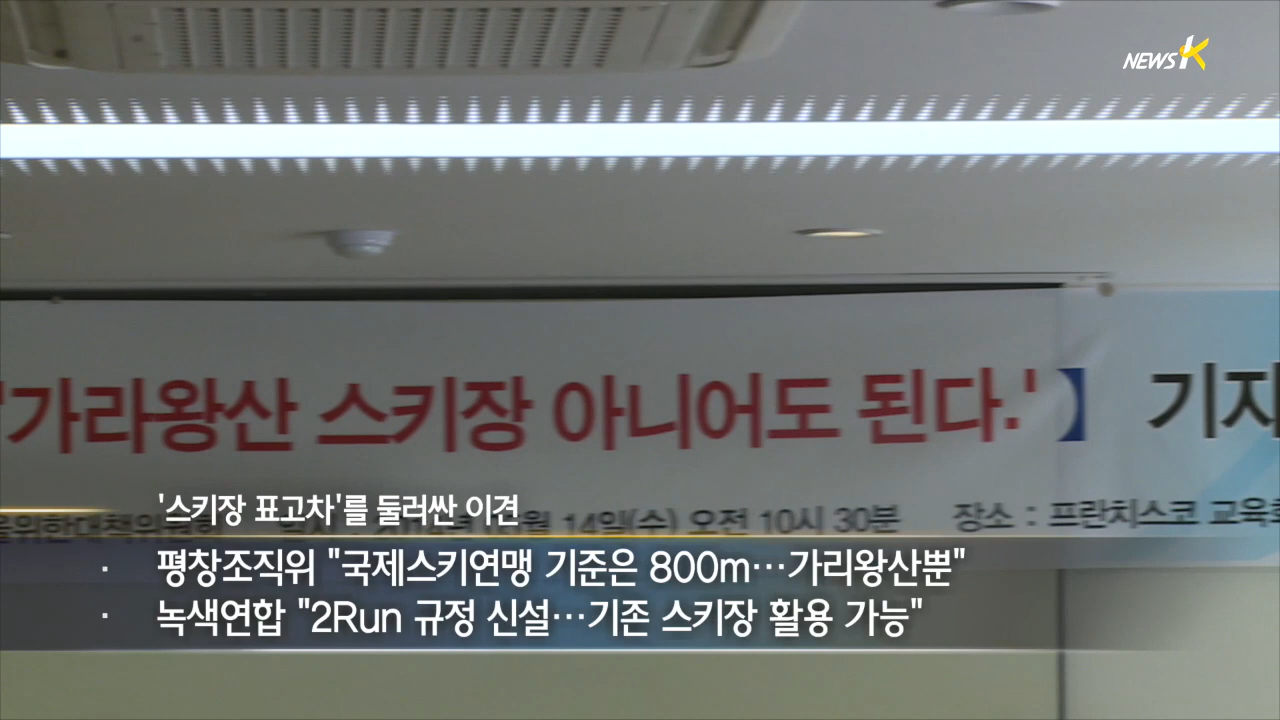 NEWS K
'가리왕산 스키장 아니어도 된다.'】 기자
14일(수) 오전 10시 30분 장소 : 프란치스코 교육
'스키장 표고차'를 둘러싼 이견
· 평창조직위 "국제스키연맹 기준은 800m…가리왕산뿐"
· 녹색연합 "2Run 규정 신설…기존 스키장 활용 가능"